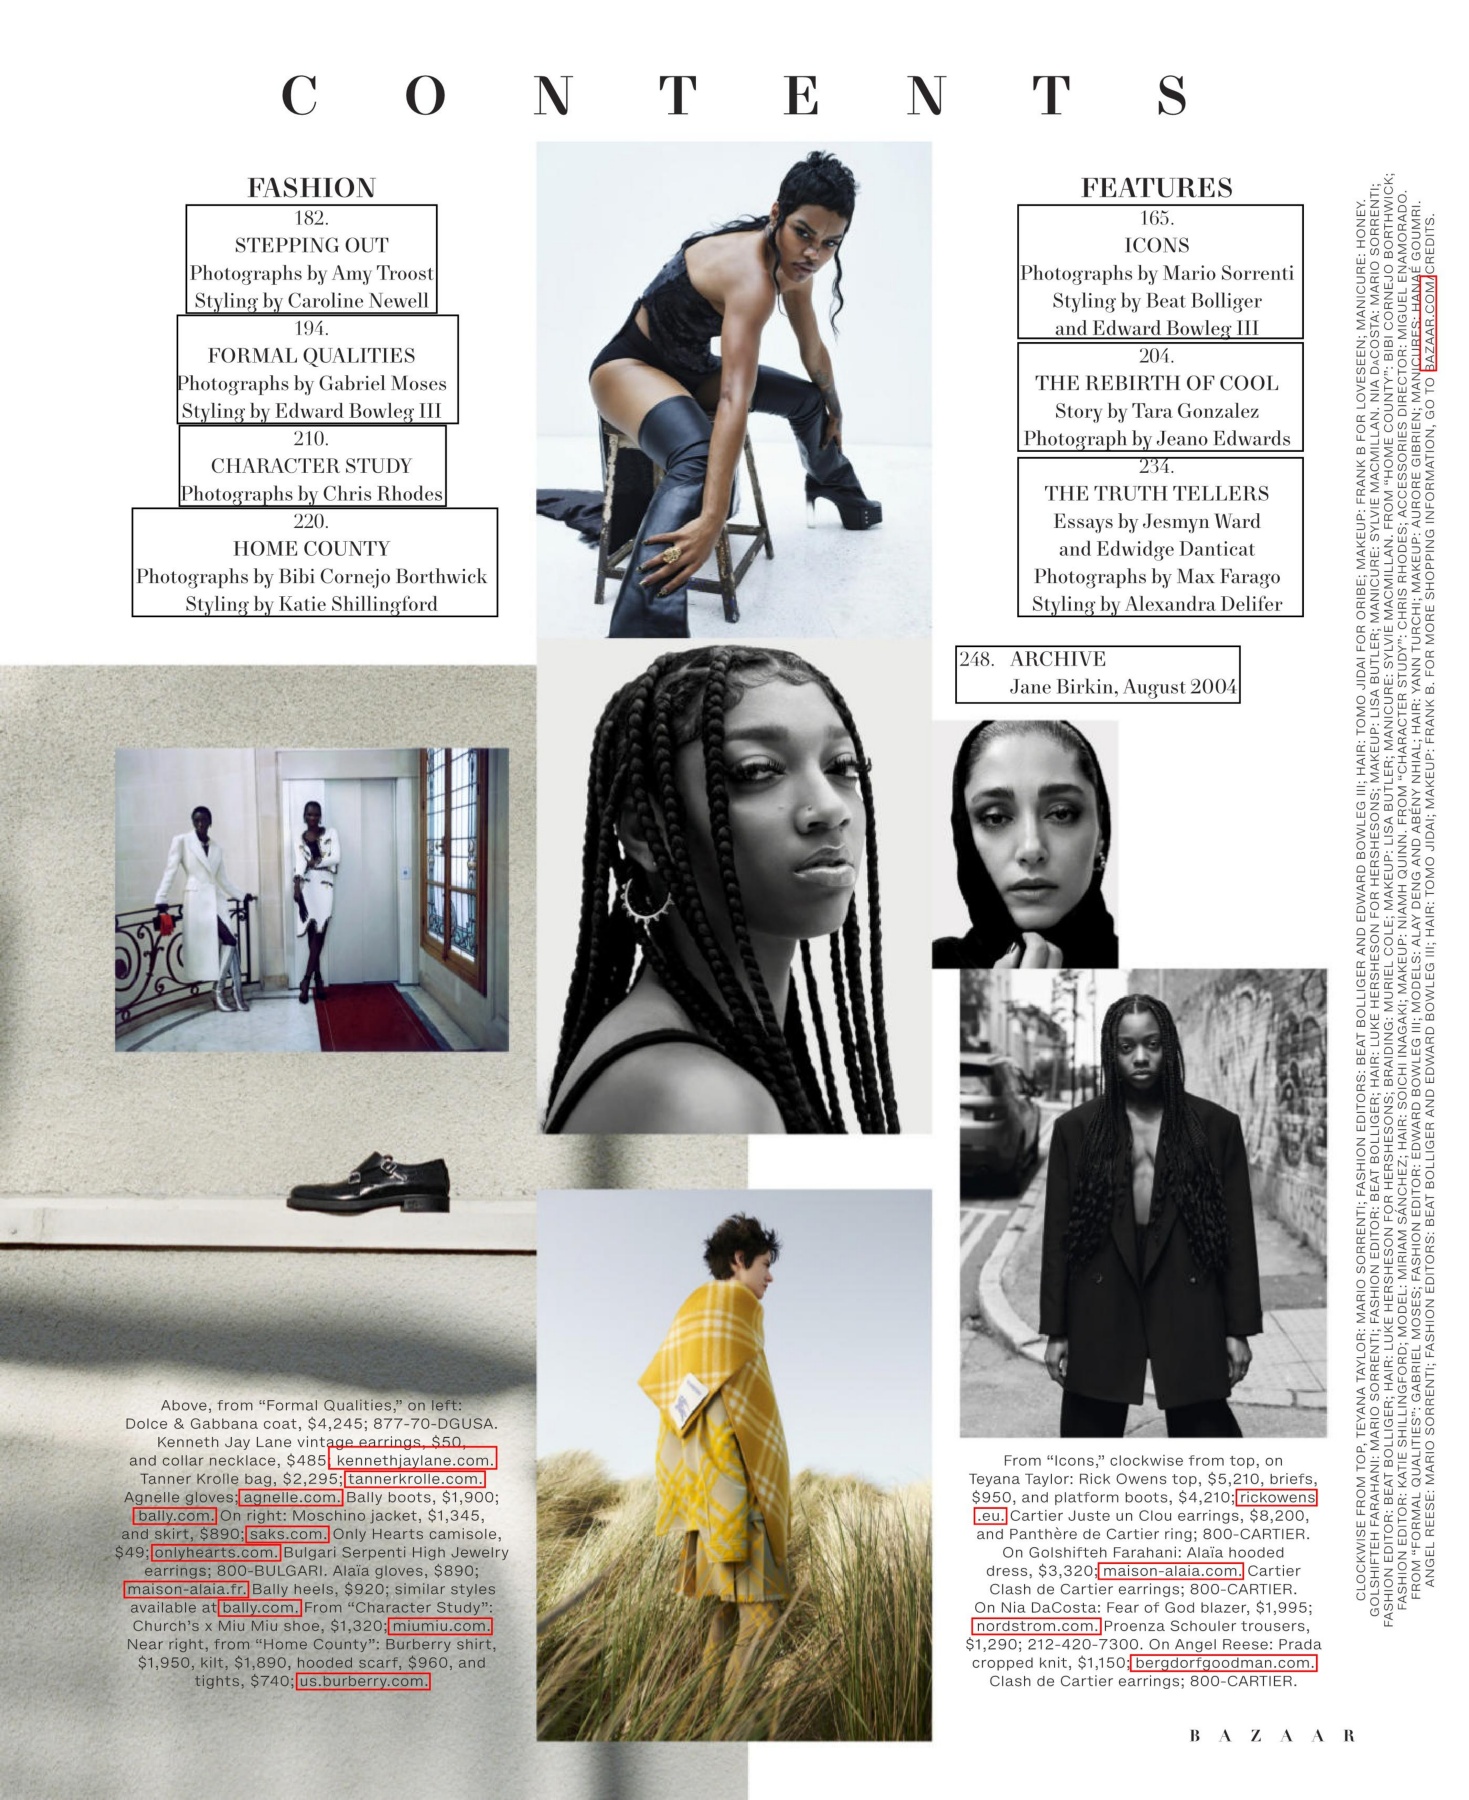 CONTENTS
FASHION
182.
STEPPING OUT
Photographs by Amy Troost
Styling by Caroline Newell
194.
FORMAL QUALITIES
Photographs by Gabriel Moses
Styling by Edward Bowleg III
210.
CHARACTER STUDY
Photographs by Chris Rhodes
220.
HOME COUNTY
Photographs by Bibi Cornejo Borthwick
Styling by Katie Shillingford
FEATURES
165.
ICONS
Photographs by Mario Sorrenti
Styling by Beat Bolliger
and Edward Bowleg III
204.
THE REBIRTH OF COOL
Story by Tara Gonzalez
Photograph by Jeano Edwards
234.
THE TRUTH TELLERS
Essays by Jesmyn Ward
and Edwidge Danticat
Photographs by Max Farago
Styling by Alexandra Delifer
248. ARCHIVE
Jane Birkin, August 2004
Above, from “Formal Qualities,” on left:
Dolce & Gabbana coat, $4,245; 877-70-DGUSA.
Kenneth Jay Lane vintage earrings, $50,
and collar necklace, $485; kennethjaylane.com.
Tanner Krolle bag, $2,295; tannerkrolle.com.
Agnelle gloves; agnelle.com. Bally boots, $1,900;
bally.com. On right: Moschino jacket, $1,345,
and skirt, $890; saks.com. Only Hearts camisole,
$49; onlyhearts.com. Bulgari Serpenti High Jewelry
earrings; 800-BULGARI. Alaïa gloves, $890;
maison-alaia.fr. Bally heels, $920; similar styles
available at bally.com. From “Character Study”:
Church’s x Miu Miu shoe, $1,320; miumiu.com.
Near right, from “Home County”: Burberry shirt,
$1,950, kilt, $1,890, hooded scarf, $960, and
tights, $740; us.burberry.com.
From “Icons,” clockwise from top, on
Teyana Taylor: Rick Owens top, $5,210, briefs,
$950, and platform boots, $4,210; rickowens
.eu. Cartier Juste un Clou earrings, $8,200,
and Panthère de Cartier ring; 800-CARTIER.
On Golshifteh Farahani: Alaïa hooded
dress, $3,320; maison-alaia.com. Cartier
Clash de Cartier earrings; 800-CARTIER.
On Nia DaCosta: Fear of God blazer, $1,995;
nordstrom.com. Proenza Schouler trousers,
$1,290; 212-420-7300. On Angel Reese: Prada
cropped knit, $1,150; bergdorfgoodman.com.
Clash de Cartier earrings; 800-CARTIER.
CLOCKWISE FROM TOP, TEYANA TAYLOR: MARIO SORRENTI; FASHION EDITORS: BEAT BOLLIGER AND EDWARD BOWLEG III; HAIR: TOMO JIDAI FOR ORIBE; MAKEUP: FRANK B FOR LOVESEEN; MANICURE: HONEY.
GOLSHIFTEH FARAHANI: MARIO SORRENTI; FASHION EDITOR: BEAT BOLLIGER; HAIR: LUKE HERSHESON FOR HERSHESONS; MAKEUP: LISA BUTLER; MANICURE: SYLVIE MACMILLAN. NIA DaCOSTA: MARIO SORRENTI;
FASHION EDITOR: BEAT BOLLIGER; HAIR: LUKE HERSHESON FOR HERSHESONS; BRAIDING: MURIEL COLE; MAKEUP: LISA BUTLER; MANICURE: SYLVIE MACMILLAN. FROM “HOME COUNTY”: BIBI CORNEJO BORTHWICK;
FASHION EDITOR: KATIE SHILLINGFORD; MODEL: MIRIAM SÁNCHEZ; HAIR: SOICHI INAGAKI; MAKEUP: NIAMH QUINN. FROM “CHARACTER STUDY”: CHRIS RHODES; ACCESSORIES DIRECTOR: MIGUEL ENAMORADO.
FROM “FORMAL QUALITIES”: GABRIEL MOSES; FASHION EDITOR: EDWARD BOWLEG III; MODELS: ALAY DENG AND ABÉNY NHIAL; HAIR: YANN TURCHI; MAKEUP: AURORE GIBRIEN; MANICURES: HANAÉ GOUMRI.
ANGEL REESE: MARIO SORRENTI; FASHION EDITORS: BEAT BOLLIGER AND EDWARD BOWLEG III; HAIR: TOMO JIDAI; MAKEUP: FRANK B. FOR MORE SHOPPING INFORMATION, GO TO BAZAAR.COM/CREDITS.
BAZAAR